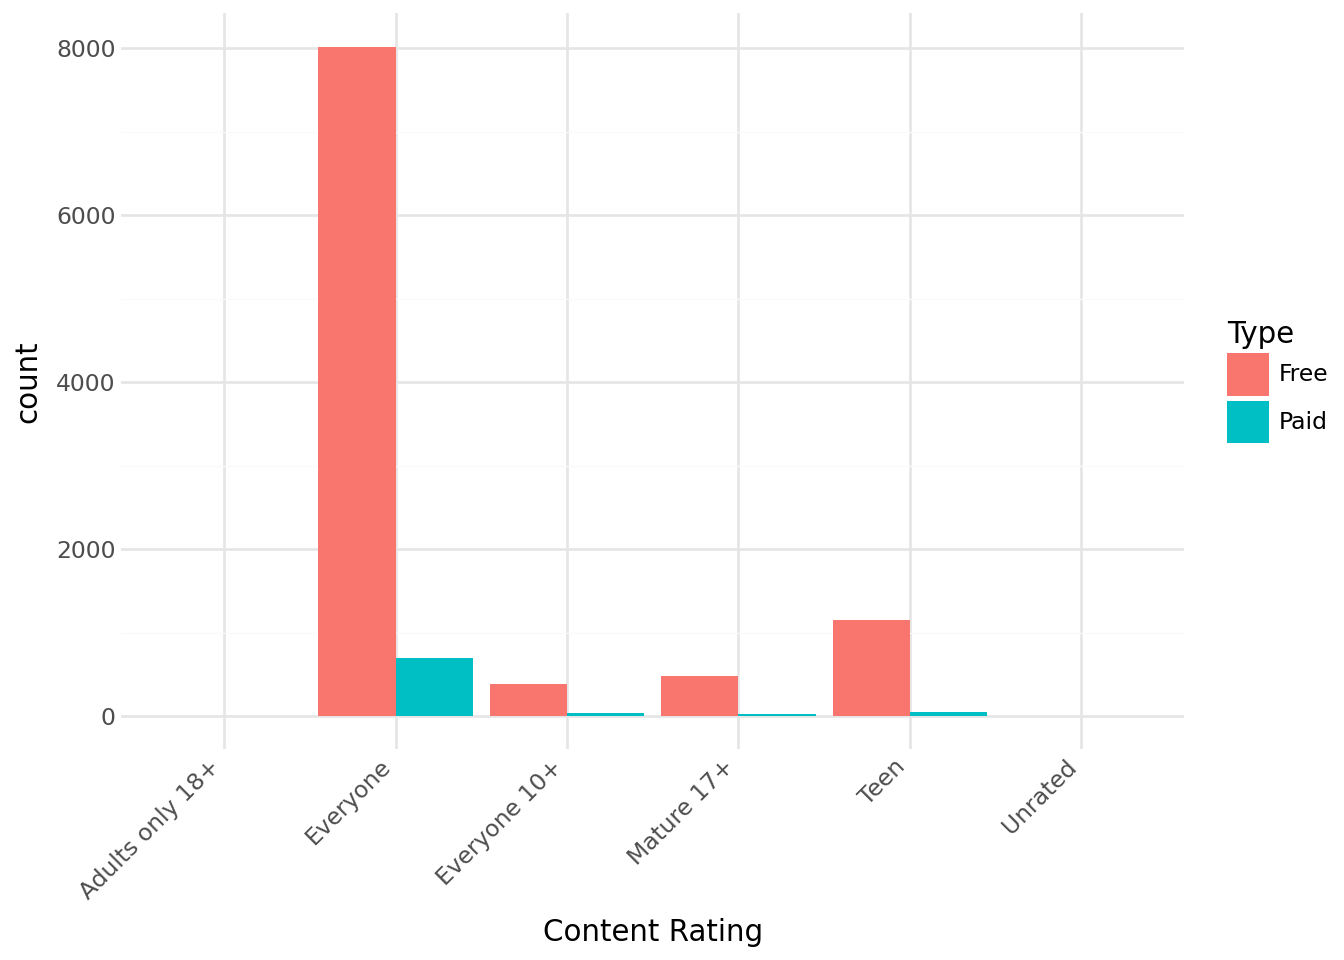 8000
6000
4000
2000
0
count
Adults only 18+
Everyone
Everyone 10+
Mature 17+
Teen
Unrated
Content Rating
Type
Free
Paid